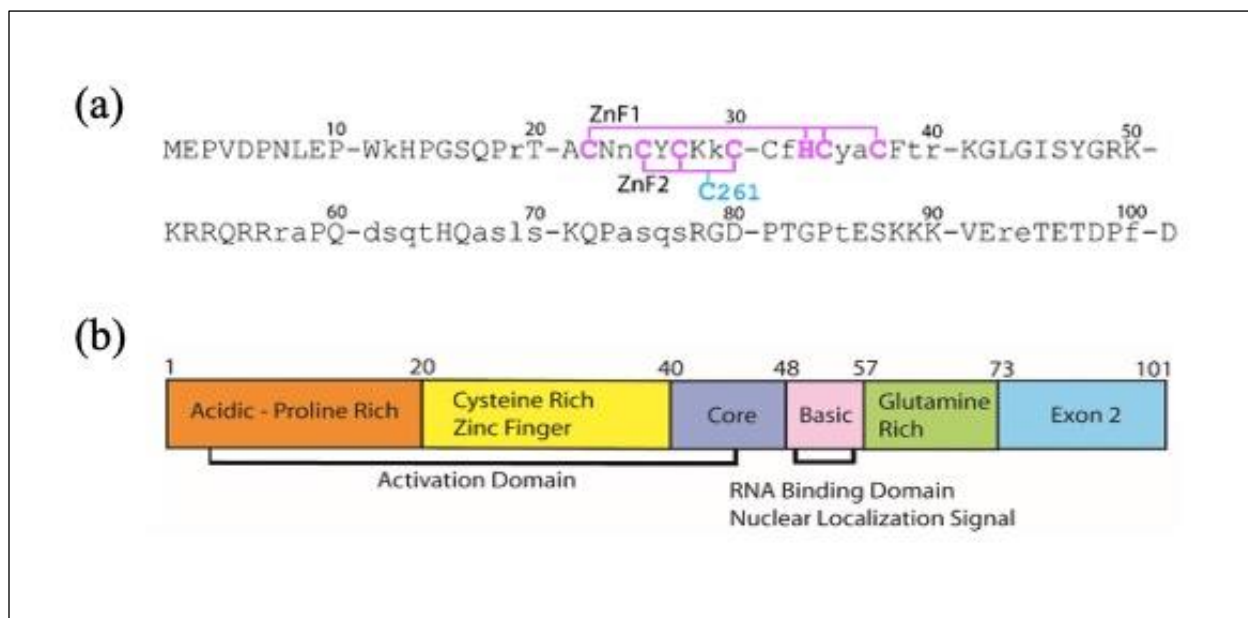 (a)
ZnF1
10 20 30 40 50
MEPVDPNLEP-WkHPGSQPrT-ACNnCYCKkC-CfHCyaCFtr-KGLGISYGRK-
ZnF2
C261
60 70 80 90 100
KRRQRRraPQ-dsqtHQasls-KQPasqsRGD-PTGPtESKKK-VEreTETDPf-D
(b)
1 20 40 48 57 73 101
Acidic - Proline Rich
Cysteine Rich
Zinc Finger
Core
Basic
Glutamine
Rich
Exon 2
Activation Domain
RNA Binding Domain
Nuclear Localization Signal